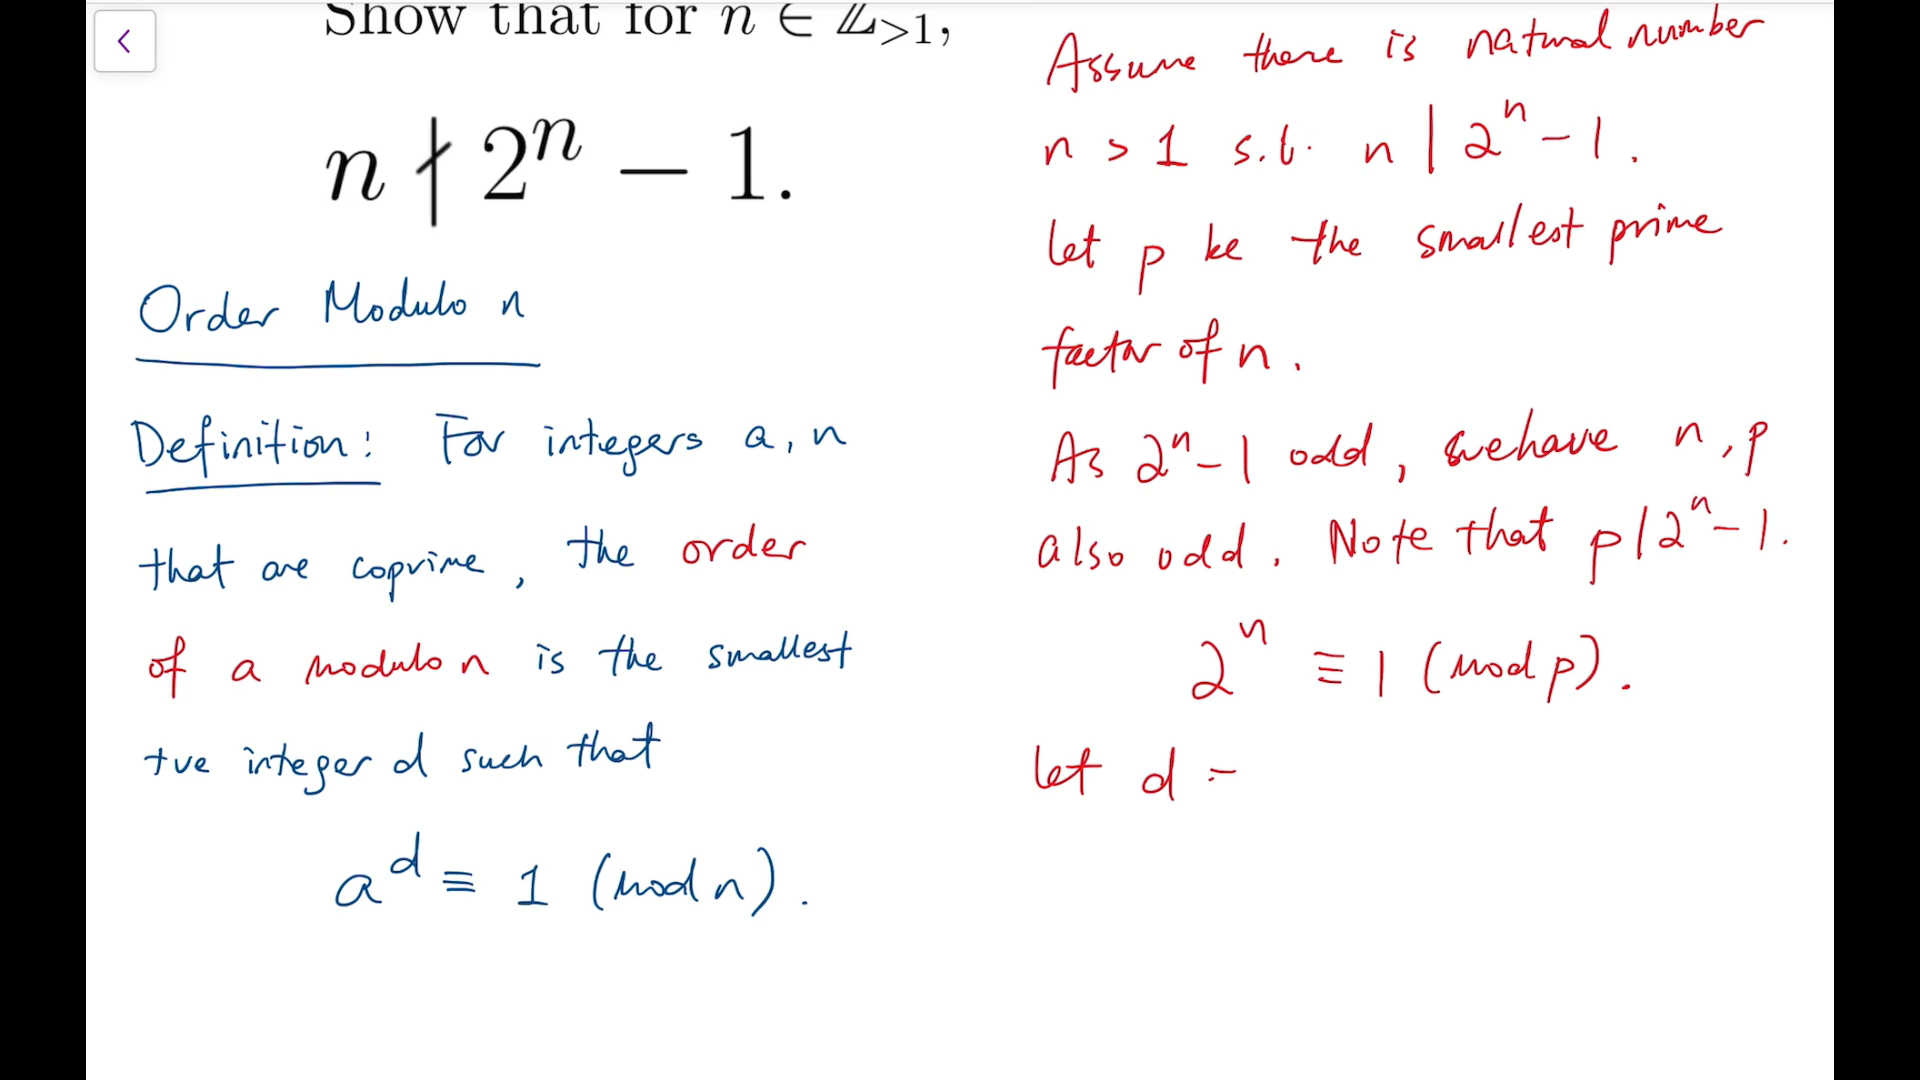 Show that for n ∈ ℤ>1,
n ∤ 2ⁿ − 1.
Order Modulo n
Definition: For integers a, n
that are coprime, the order
of a modulo n is the smallest
+ve integer d such that
aᵈ ≡ 1 (mod n).
Assume there is natural number
n > 1 s.t. n | 2ⁿ − 1.
Let p be the smallest prime
factor of n.
As 2ⁿ − 1 odd, we have n, p
also odd. Note that p | 2ⁿ − 1.
2ⁿ ≡ 1 (mod p).
Let d =